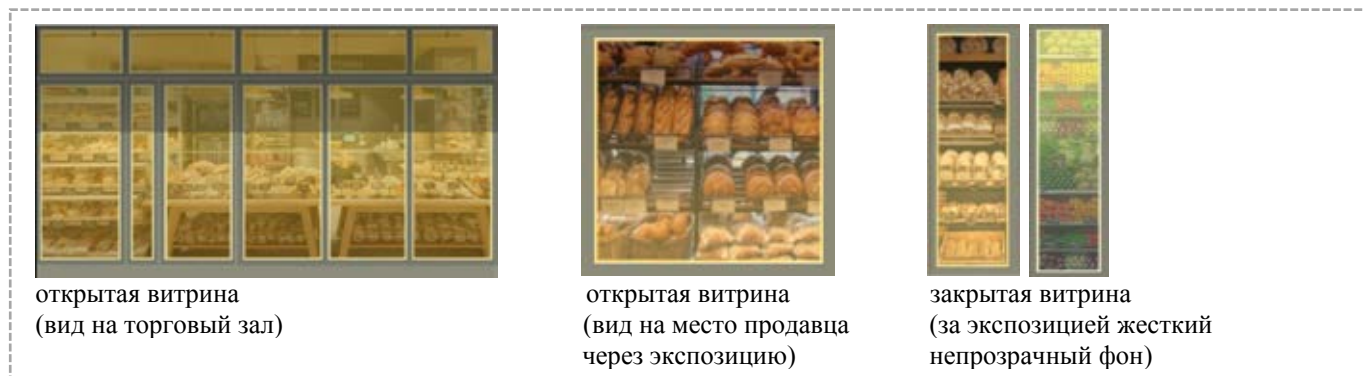 открытая витрина
(вид на торговый зал)
открытая витрина
(вид на место продавца
через экспозицию)
закрытая витрина
(за экспозицией жесткий
непрозрачный фон)